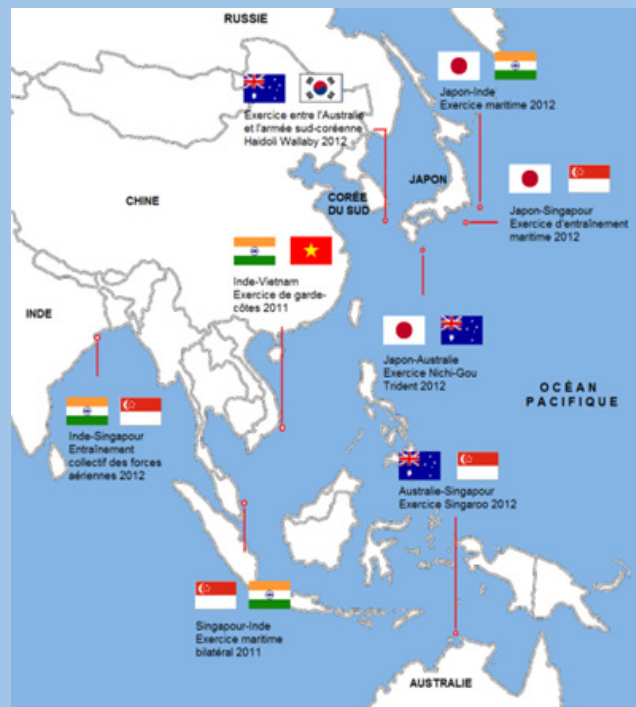 RUSSIE
Exercice entre l'Australie
et l'armée sud-coréenne
Haidoli Wallaby 2012
Japon-Inde
Exercice maritime 2012
JAPON
CORÉE
DU SUD
CHINE
Japon-Singapour
Exercice d'entraînement
maritime 2012
Inde-Vietnam
Exercice de garde-
côtes 2011
INDE
Japon-Australie
Exercice Nichi-Gou
Trident 2012
OCÉAN
PACIFIQUE
Inde-Singapour
Entraînement
collectif des forces
aériennes 2012
Australie-Singapour
Exercice Singaroo 2012
Singapour-Inde
Exercice maritime
bilatéral 2011
AUSTRALIE